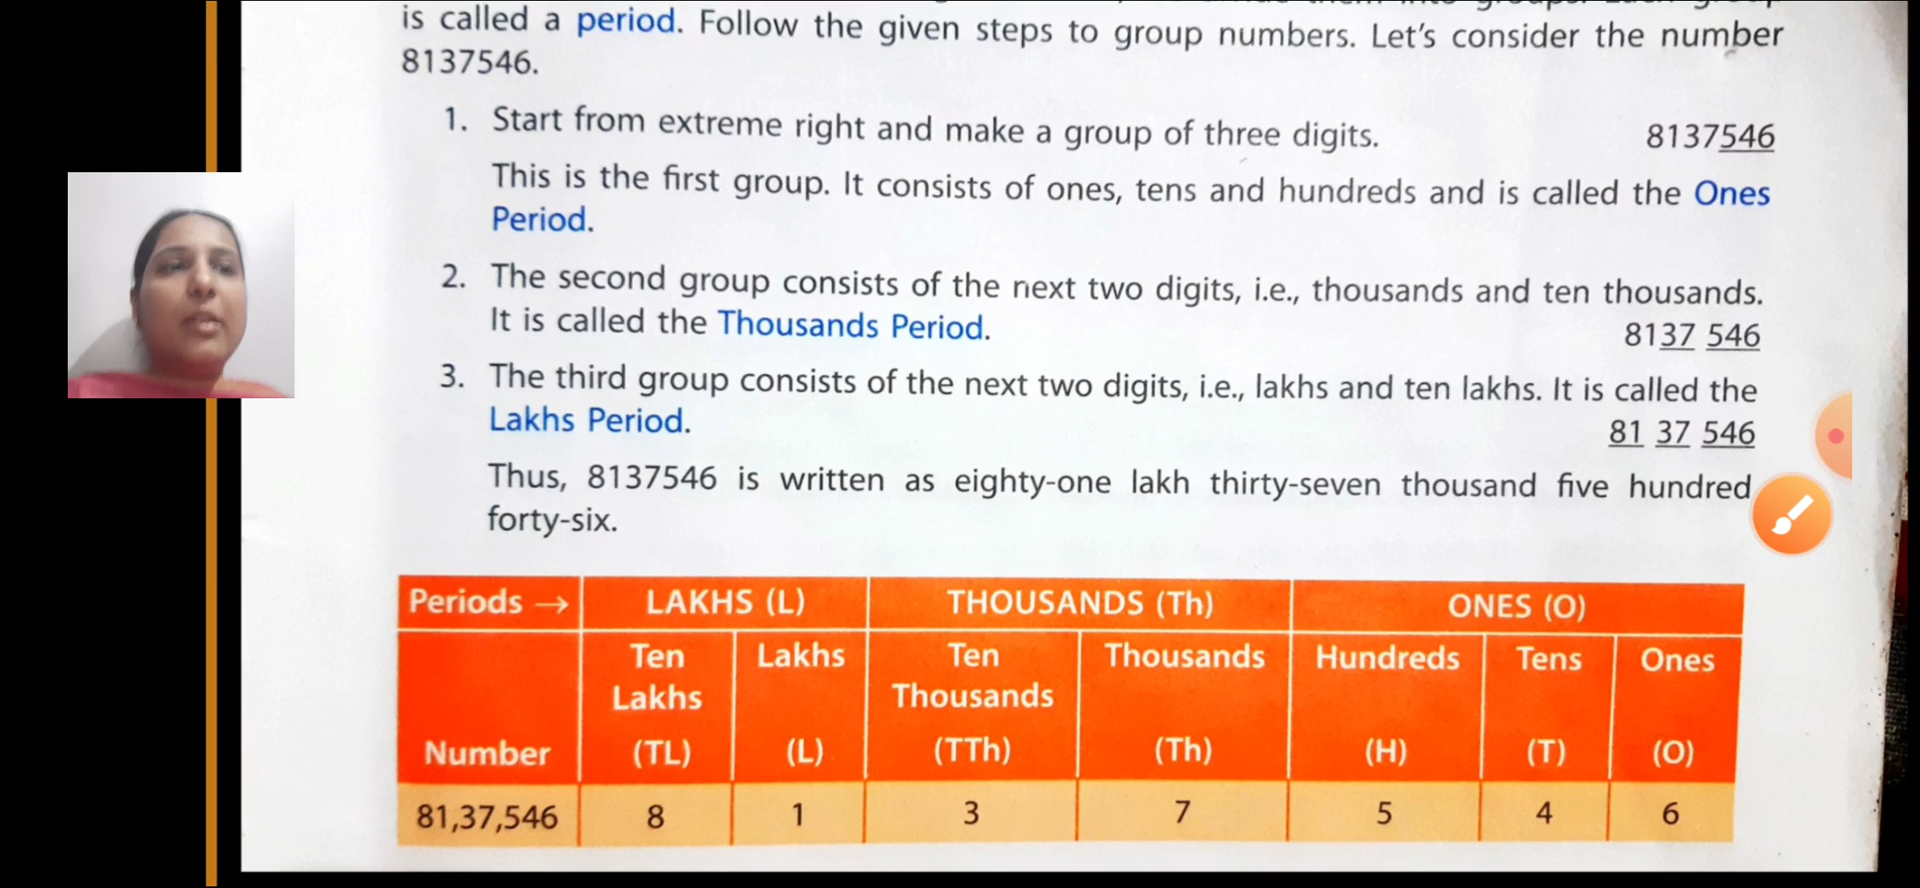 is called a period. Follow the given steps to group numbers. Let's consider the number
8137546.
1. Start from extreme right and make a group of three digits. 8137546
This is the first group. It consists of ones, tens and hundreds and is called the Ones
Period.
2. The second group consists of the next two digits, i.e., thousands and ten thousands.
It is called the Thousands Period. 8137 546
3. The third group consists of the next two digits, i.e., lakhs and ten lakhs. It is called the
Lakhs Period. 81 37 546
Thus, 8137546 is written as eighty-one lakh thirty-seven thousand five hundred
forty-six.
Periods → LAKHS (L) THOUSANDS (Th) ONES (O)
Ten Lakhs Ten Thousands Hundreds Tens Ones
Lakhs Thousands
Number (TL) (L) (TTh) (Th) (H) (T) (O)
81,37,546 8 1 3 7 5 4 6